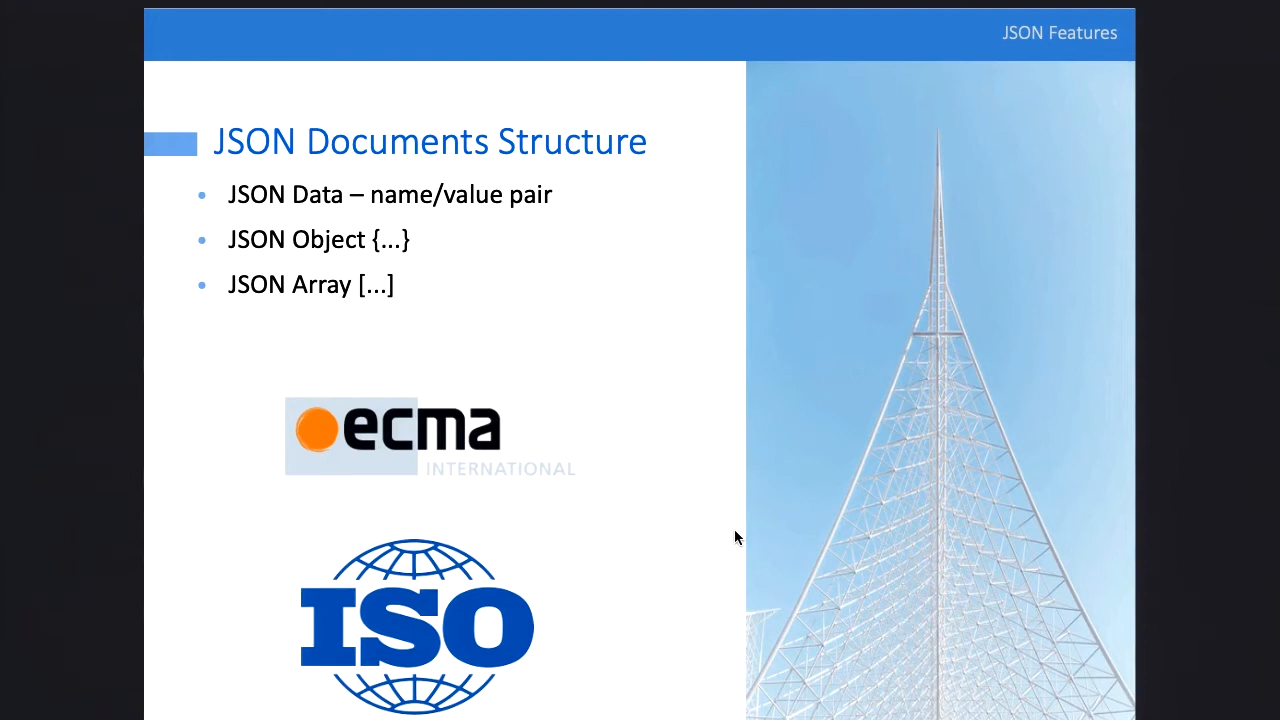 JSON Features
JSON Documents Structure
• JSON Data – name/value pair
• JSON Object {...}
• JSON Array [...]
ecma
INTERNATIONAL
ISO